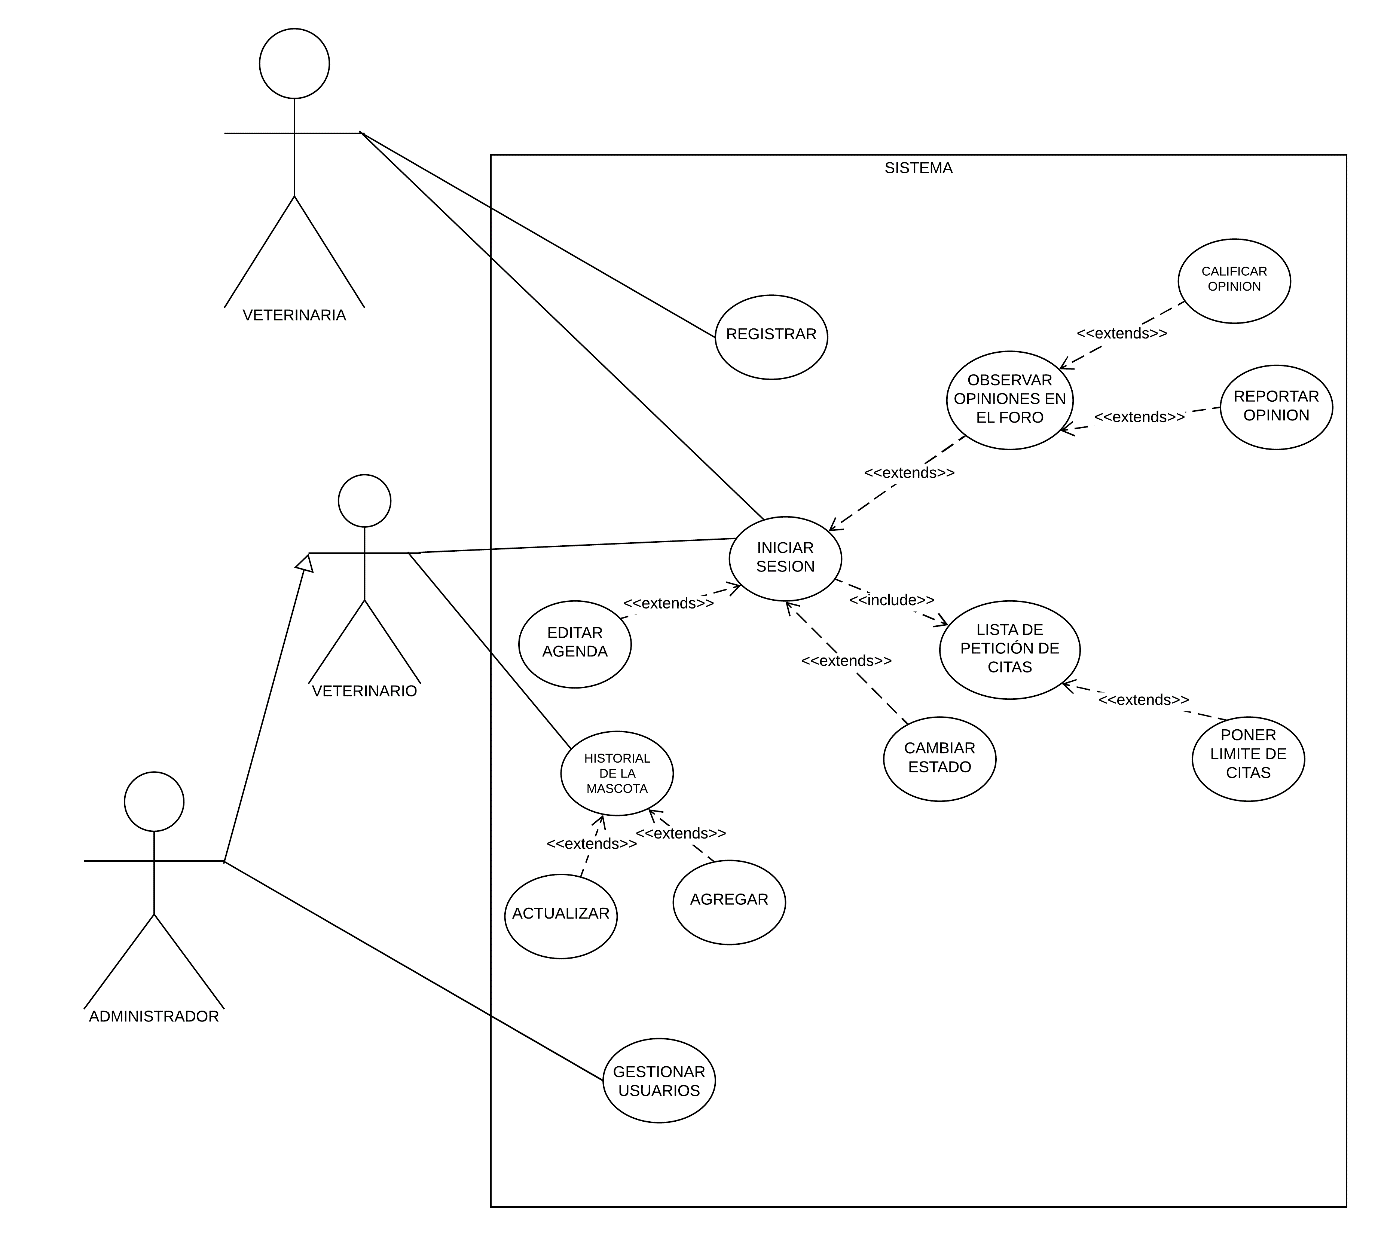 SISTEMA
CALIFICAR
OPINION
<<extends>>
VETERINARIA
REGISTRAR
OBSERVAR
OPINIONES EN
EL FORO
REPORTAR
OPINION
<<extends>>
<<extends>>
INICIAR
SESION
<<extends>>
<<include>>
EDITAR
AGENDA
LISTA DE
PETICIÓN DE
CITAS
<<extends>>
VETERINARIO
<<extends>>
CAMBIAR
ESTADO
PONER
LIMITE DE
CITAS
HISTORIAL
DE LA
MASCOTA
<<extends>>
<<extends>>
ACTUALIZAR
AGREGAR
ADMINISTRADOR
GESTIONAR
USUARIOS